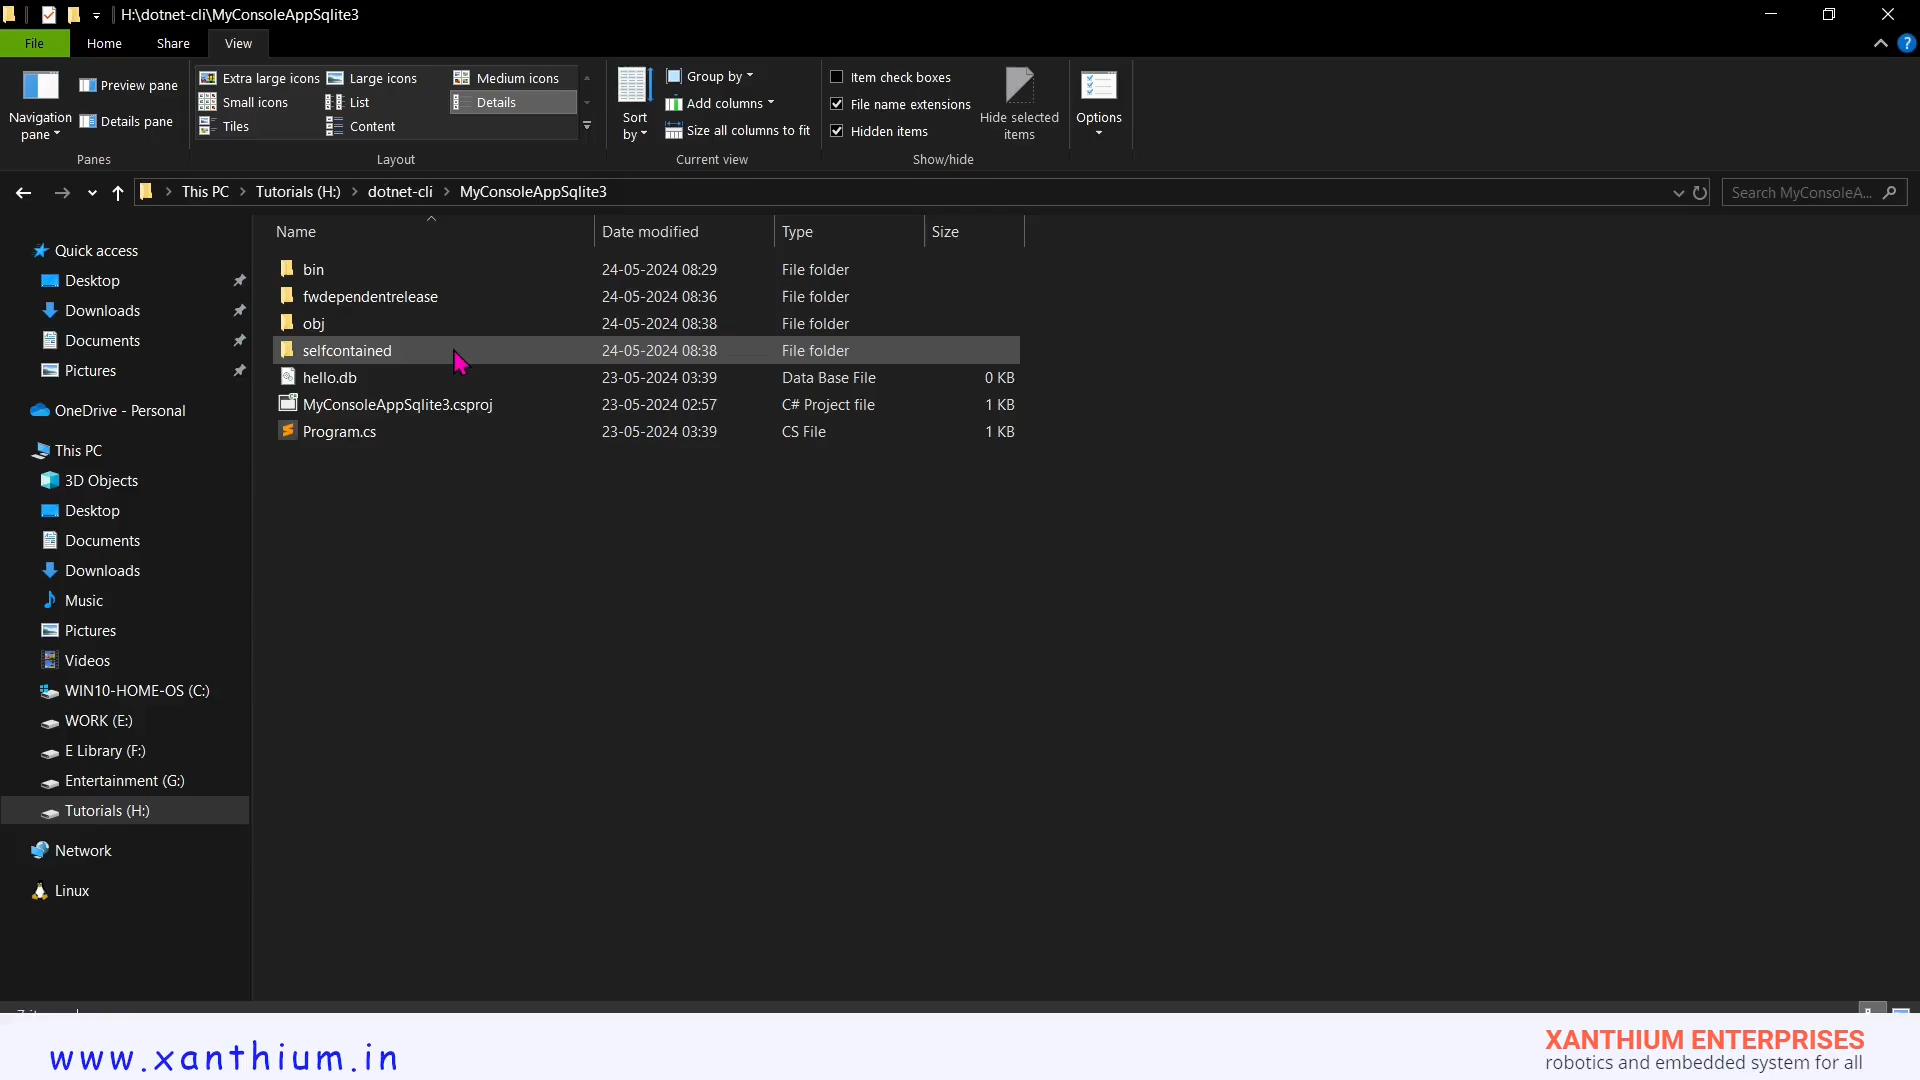 H:\dotnet-cli\MyConsoleAppSqlite3
File Home Share View
Navigation pane
Preview pane
Details pane
Panes
Extra large icons Large icons Medium icons
Small icons List Details
Tiles Content
Layout
Sort by
Group by
Add columns
Size all columns to fit
Current view
Item check boxes
File name extensions
Hidden items
Hide selected items
Show/hide
Options
This PC > Tutorials (H:) > dotnet-cli > MyConsoleAppSqlite3
Search MyConsoleA...
Quick access
Desktop
Downloads
Documents
Pictures
OneDrive - Personal
This PC
3D Objects
Desktop
Documents
Downloads
Music
Pictures
Videos
WIN10-HOME-OS (C:)
WORK (E:)
E Library (F:)
Entertainment (G:)
Tutorials (H:)
Network
Linux
Name Date modified Type Size
bin 24-05-2024 08:29 File folder
fwdependentrelease 24-05-2024 08:36 File folder
obj 24-05-2024 08:38 File folder
selfcontained 24-05-2024 08:38 File folder
hello.db 23-05-2024 03:39 Data Base File 0 KB
MyConsoleAppSqlite3.csproj 23-05-2024 02:57 C# Project file 1 KB
Program.cs 23-05-2024 03:39 CS File 1 KB
www.xanthium.in
XANTHIUM ENTERPRISES
robotics and embedded system for all